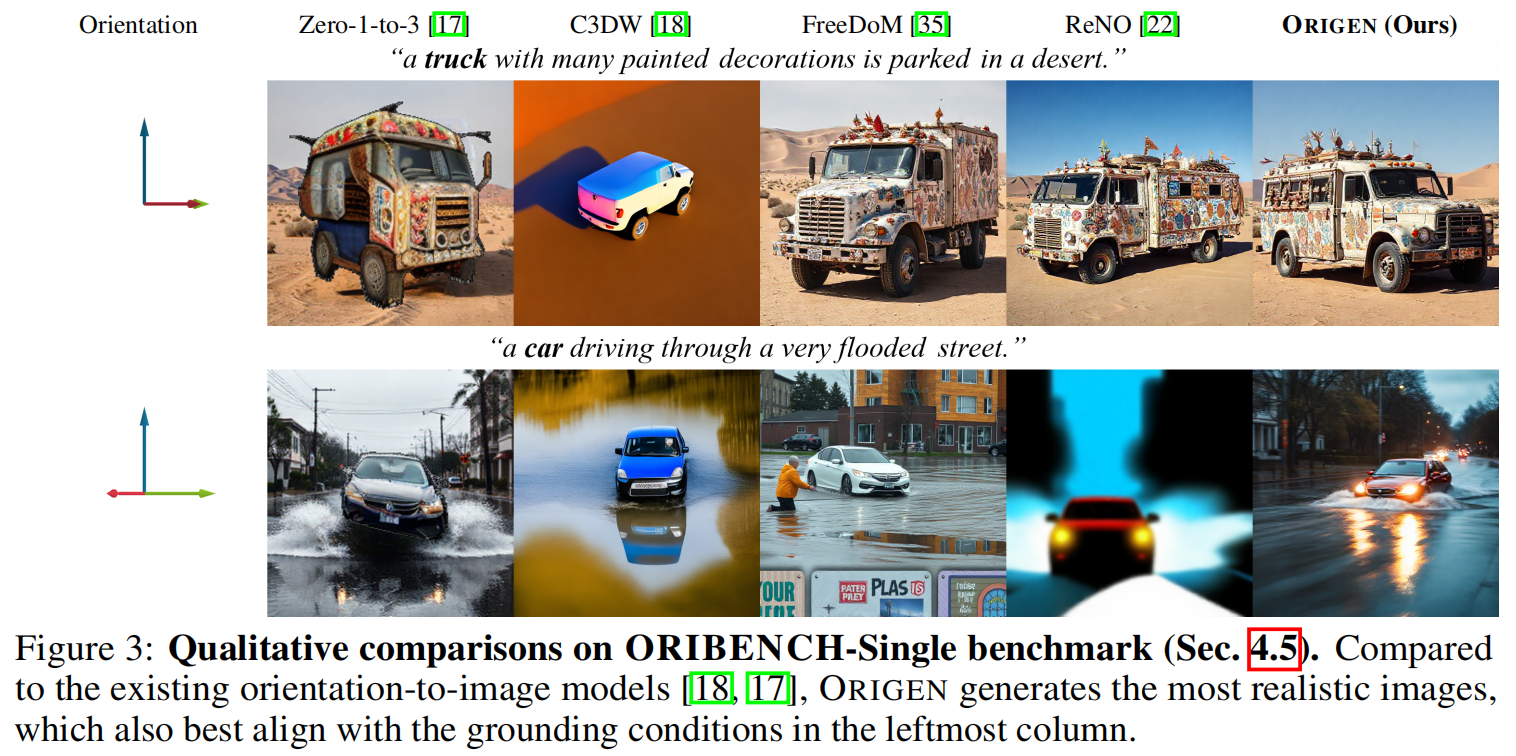 Orientation Zero-1-to-3 [17] C3DW [18] FreeDoM [35] ReNO [22] ORIGEN (Ours)
“a truck with many painted decorations is parked in a desert.”
“a car driving through a very flooded street.”
YOUR PATER PREY PLAS IS
Figure 3: Qualitative comparisons on ORIBENCH-Single benchmark (Sec. 4.5). Compared
to the existing orientation-to-image models [18, 17], ORIGEN generates the most realistic images,
which also best align with the grounding conditions in the leftmost column.